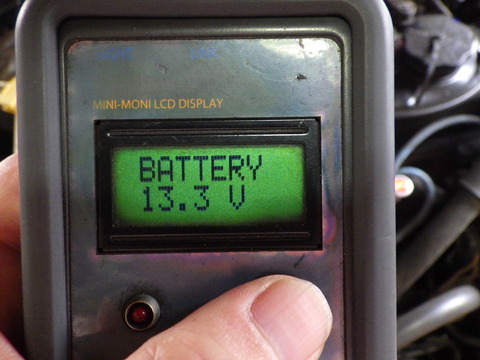 MINI-MONI LCD DISPLAY
BATTERY
13.3 V